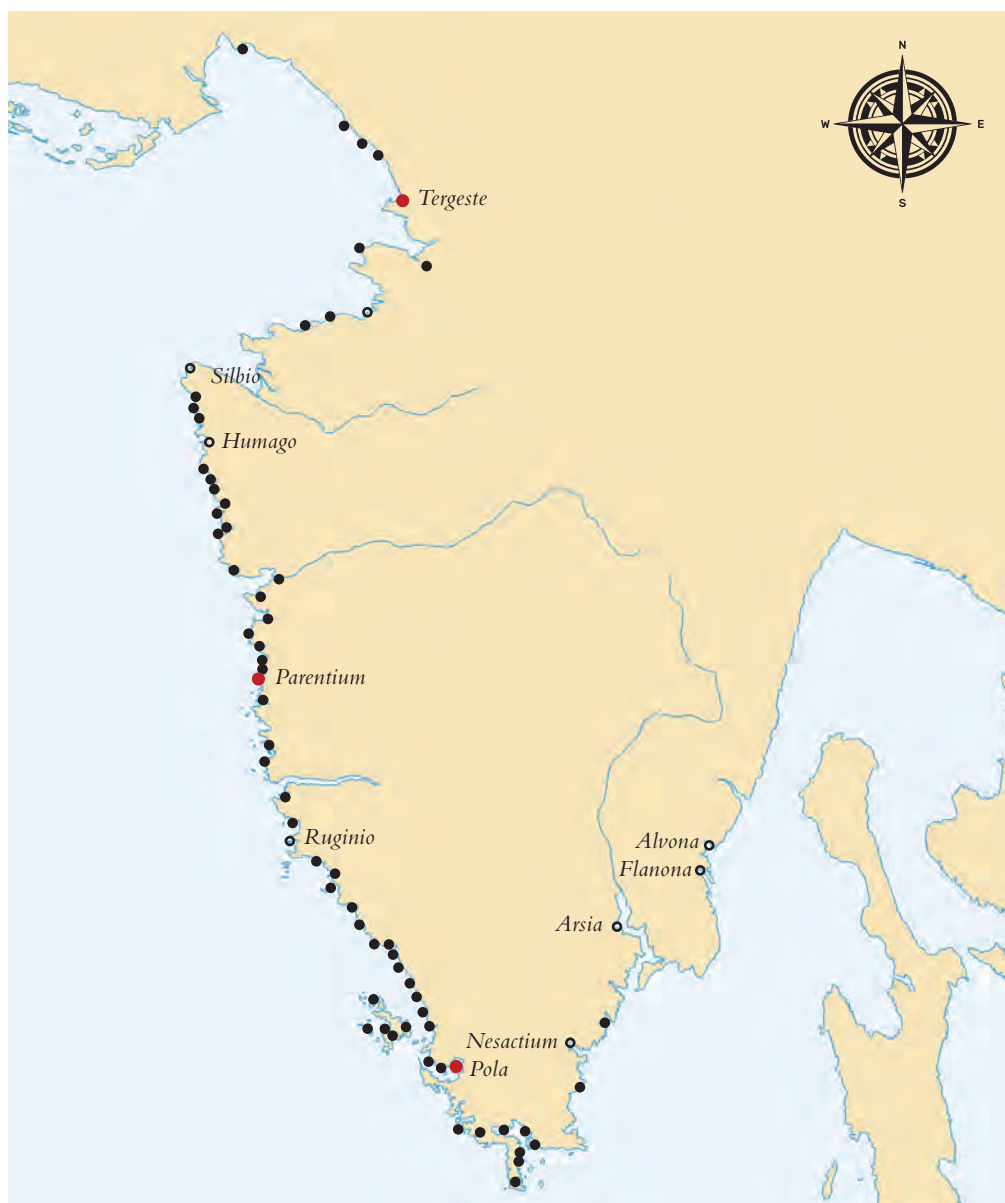 N
W E
S
Tergeste
Silbio
Humago
Parentium
Ruginio
Alvona
Flanona
Arsia
Nesactium
Pola